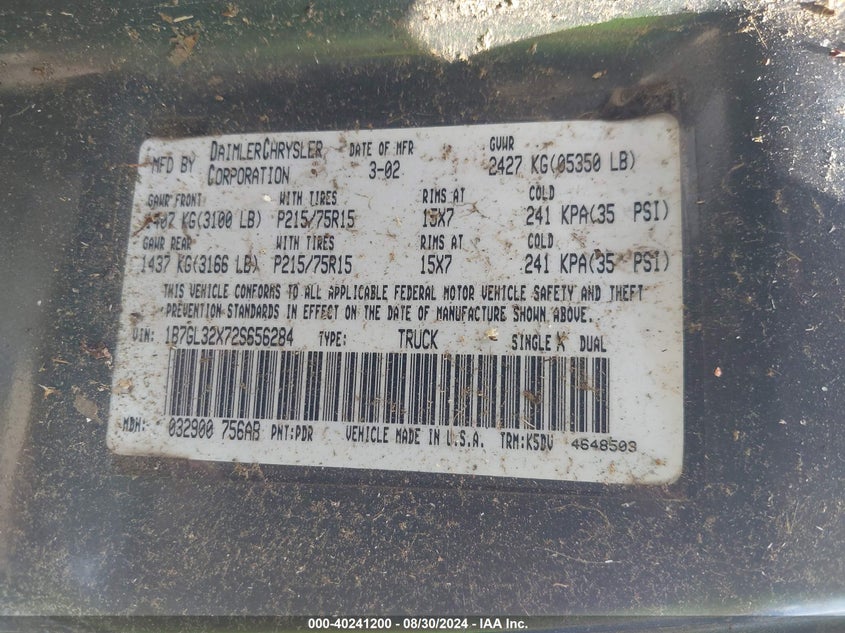 MFD BY DAIMLERCHRYSLER CORPORATION DATE OF MFR 3-02 GVWR 2427 KG(05350 LB)
GAWR FRONT WITH TIRES RIMS AT COLD
1407 KG(3100 LB) P215/75R15 15X7 241 KPA(35 PSI)
GAWR REAR WITH TIRES RIMS AT COLD
1437 KG(3166 LB) P215/75R15 15X7 241 KPA(35 PSI)
THIS VEHICLE CONFORMS TO ALL APPLICABLE FEDERAL MOTOR VEHICLE SAFETY AND THEFT
PREVENTION STANDARDS IN EFFECT ON THE DATE OF MANUFACTURE SHOWN ABOVE.
VIN: 1B7GL32X72S656284 TYPE: TRUCK SINGLE X DUAL
MDH: 032900 756AB PNT:PDR VEHICLE MADE IN U.S.A. TRM:K5DV 4648503
000-40241200 - 08/30/2024 - IAA Inc.